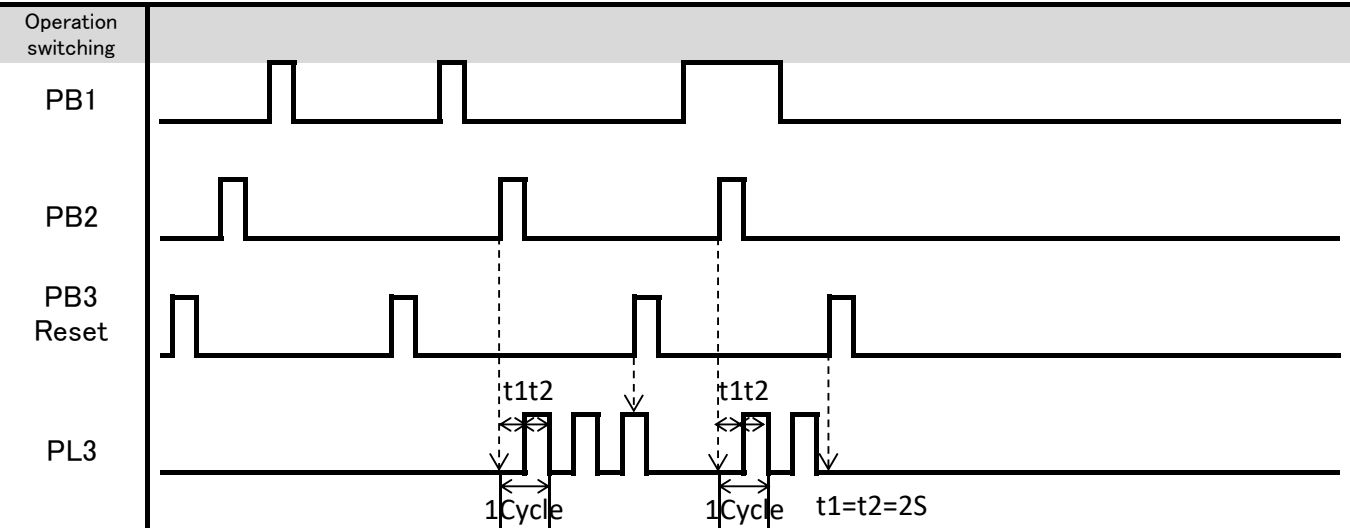 Operation
switching
PB1
PB2
PB3
Reset
t1t2
t1t2
PL3
1Cycle
1Cycle
t1=t2=2S